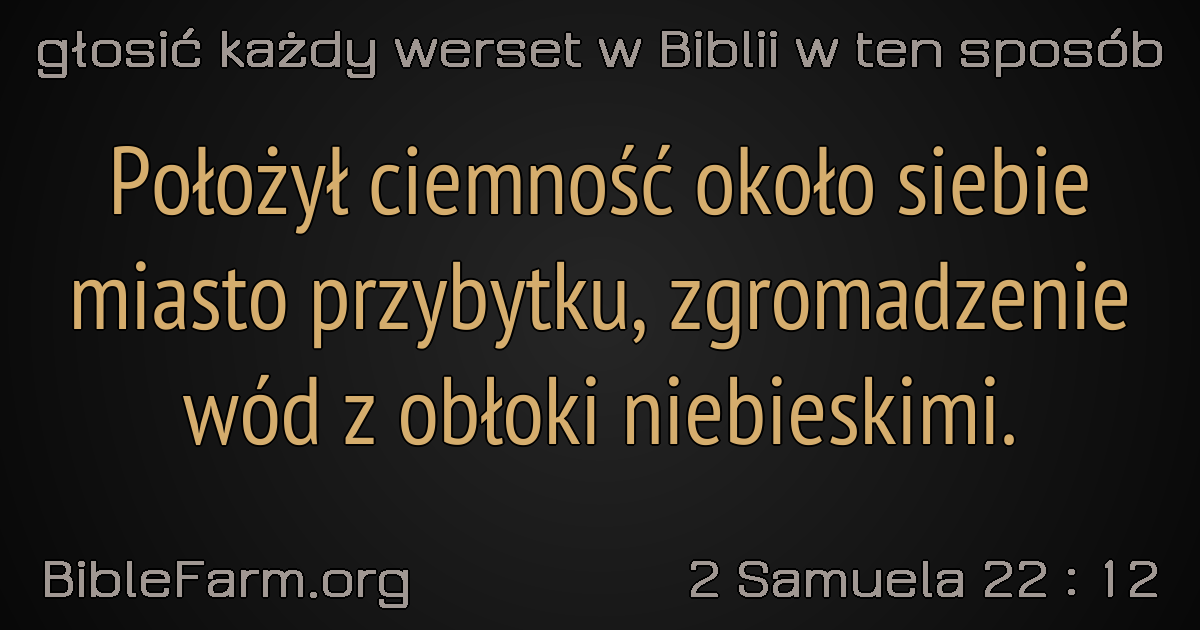 głosić każdy werset w Biblii w ten sposób
Położył ciemność około siebie
miasto przybytku, zgromadzenie
wód z obłoki niebieskimi.
BibleFarm.org
2 Samuela 22 : 12